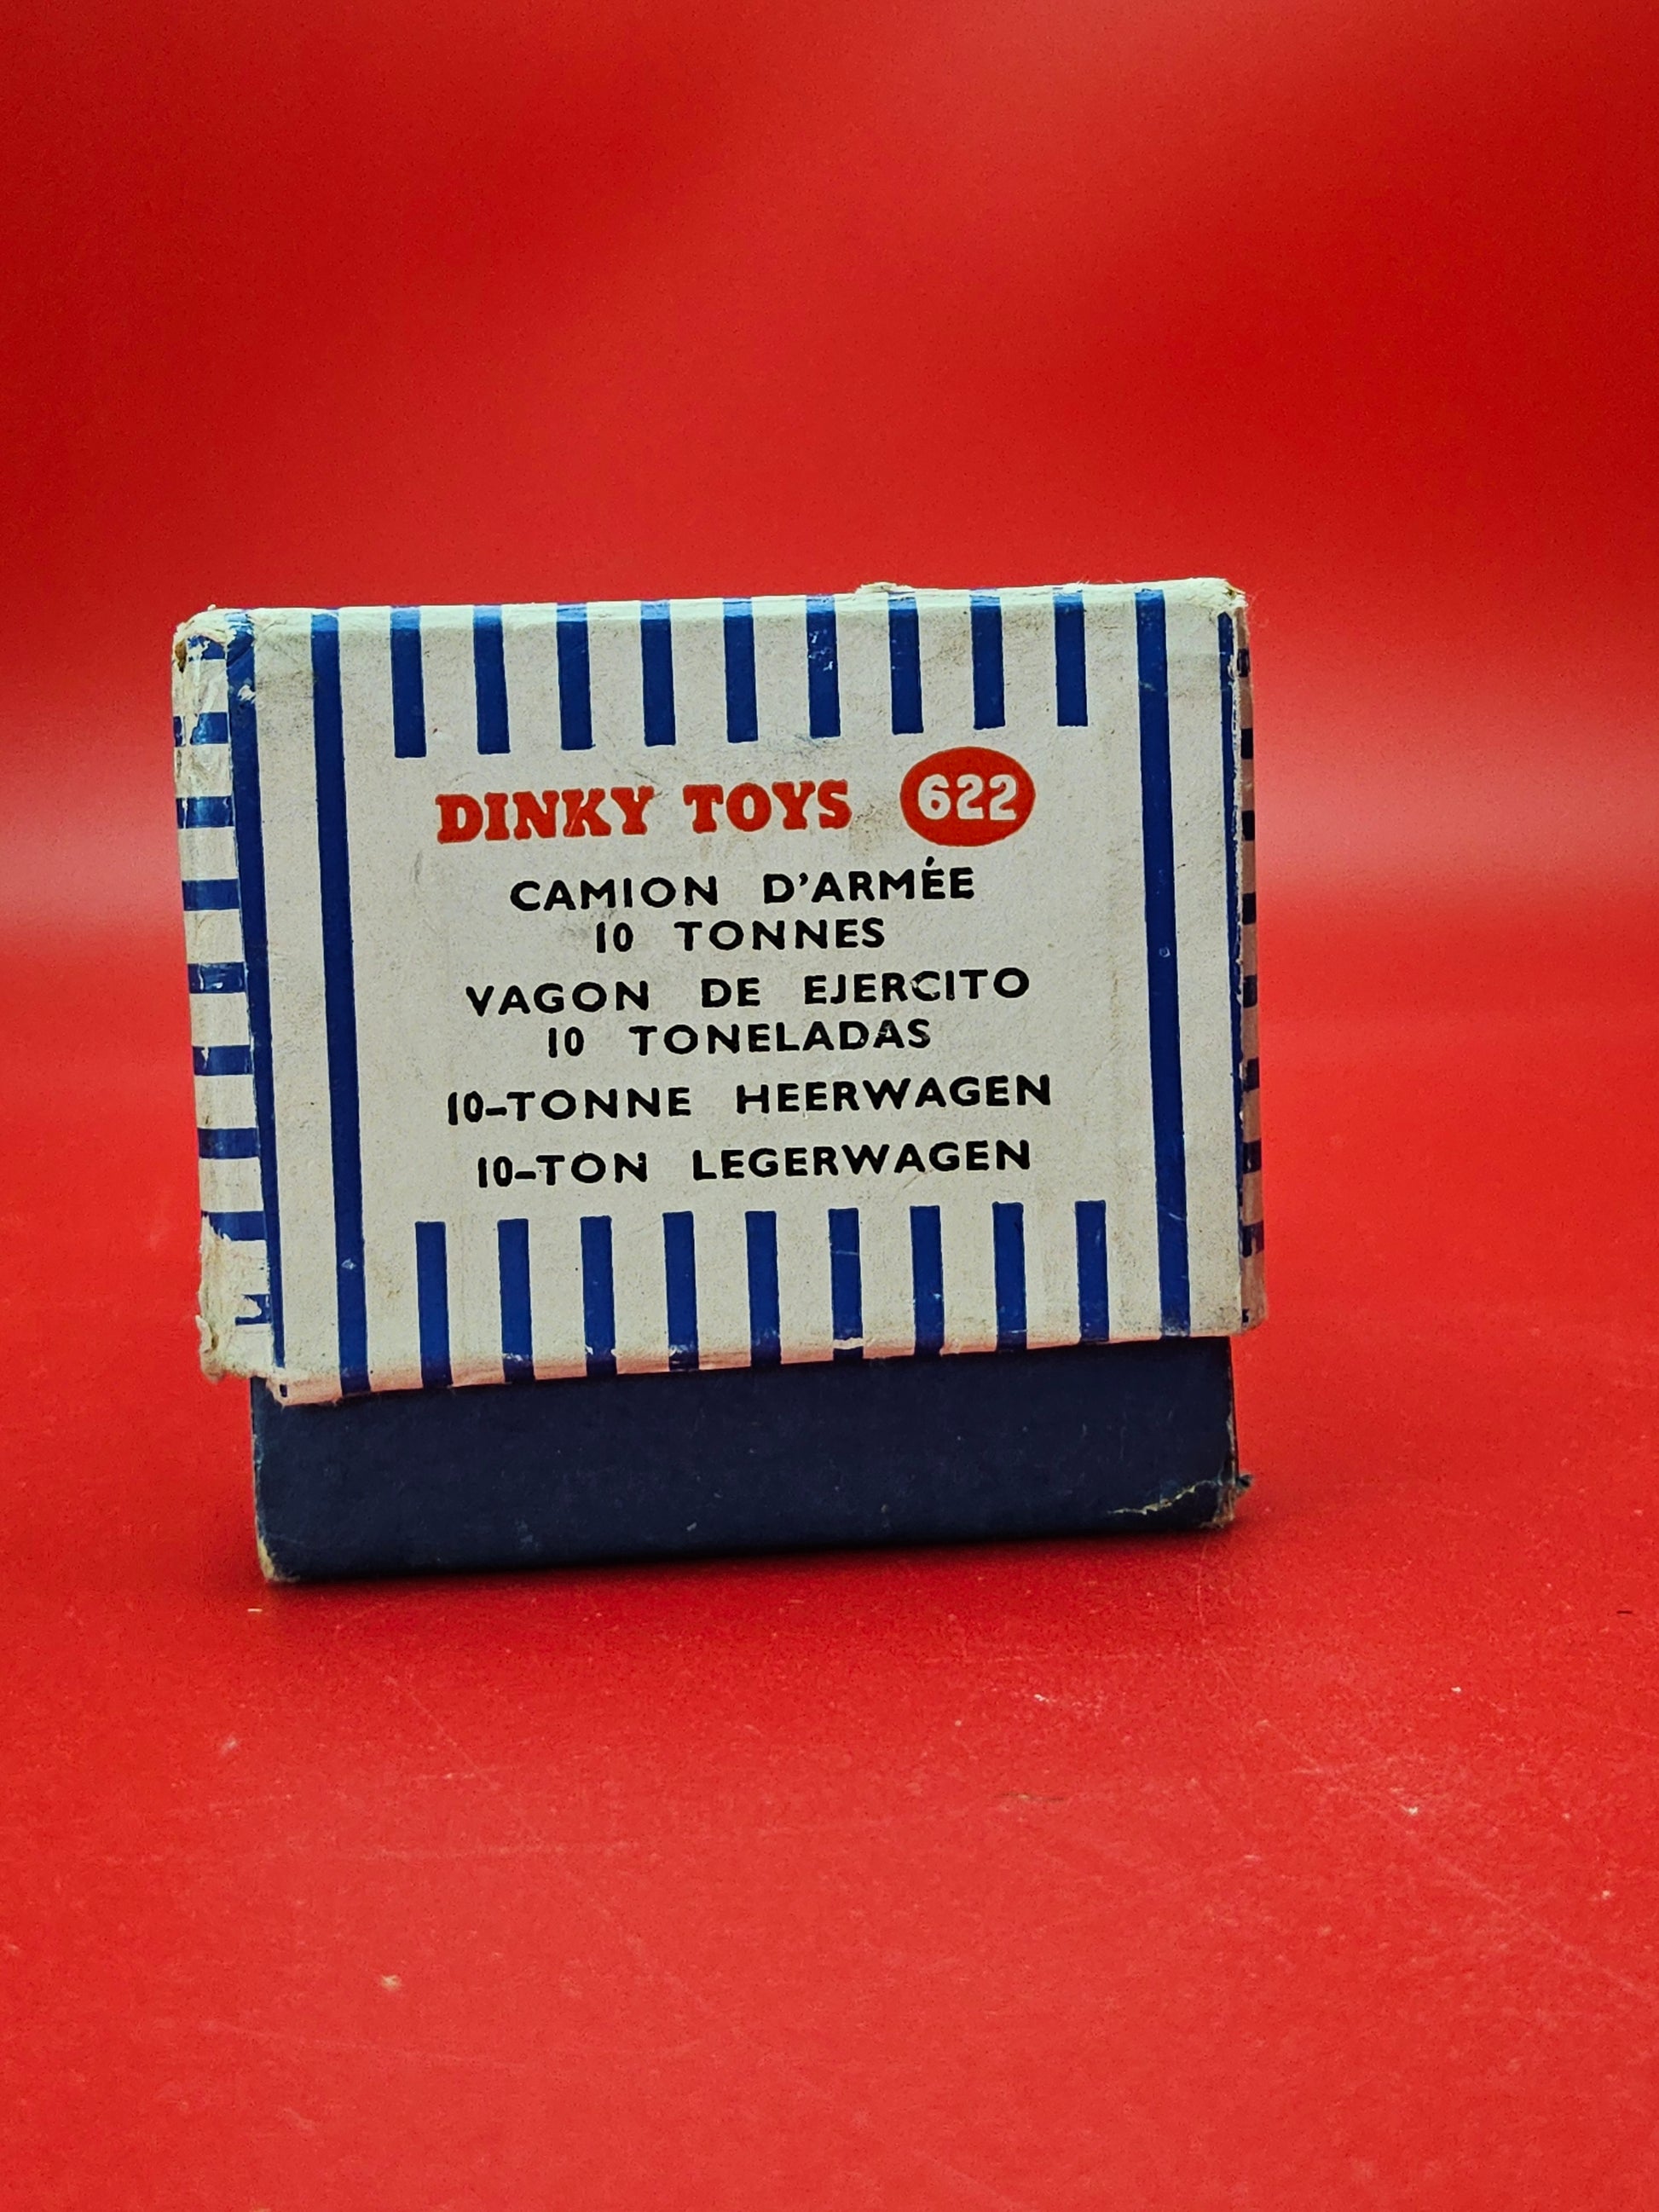 DINKY TOYS 622
CAMION D'ARMÉE
10 TONNES
VAGON DE EJERCITO
10 TONELADAS
10-TONNE HEERWAGEN
10-TON LEGERWAGEN